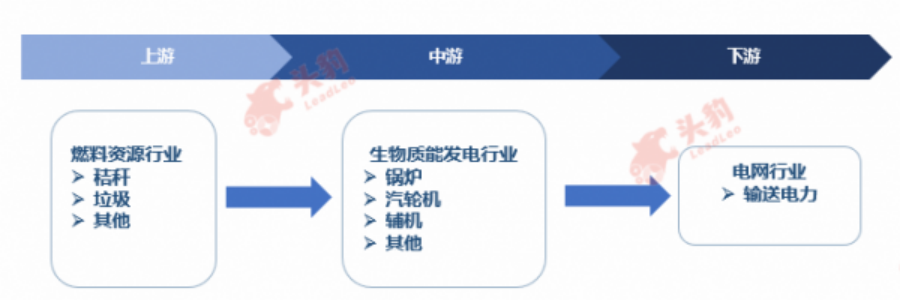 上游
中游
下游
头豹
LeadLeo
头豹
LeadLeo
燃料资源行业
➢ 秸秆
➢ 垃圾
➢ 其他
生物质能发电行业
➢ 锅炉
➢ 汽轮机
➢ 辅机
➢ 其他
电网行业
➢ 输送电力